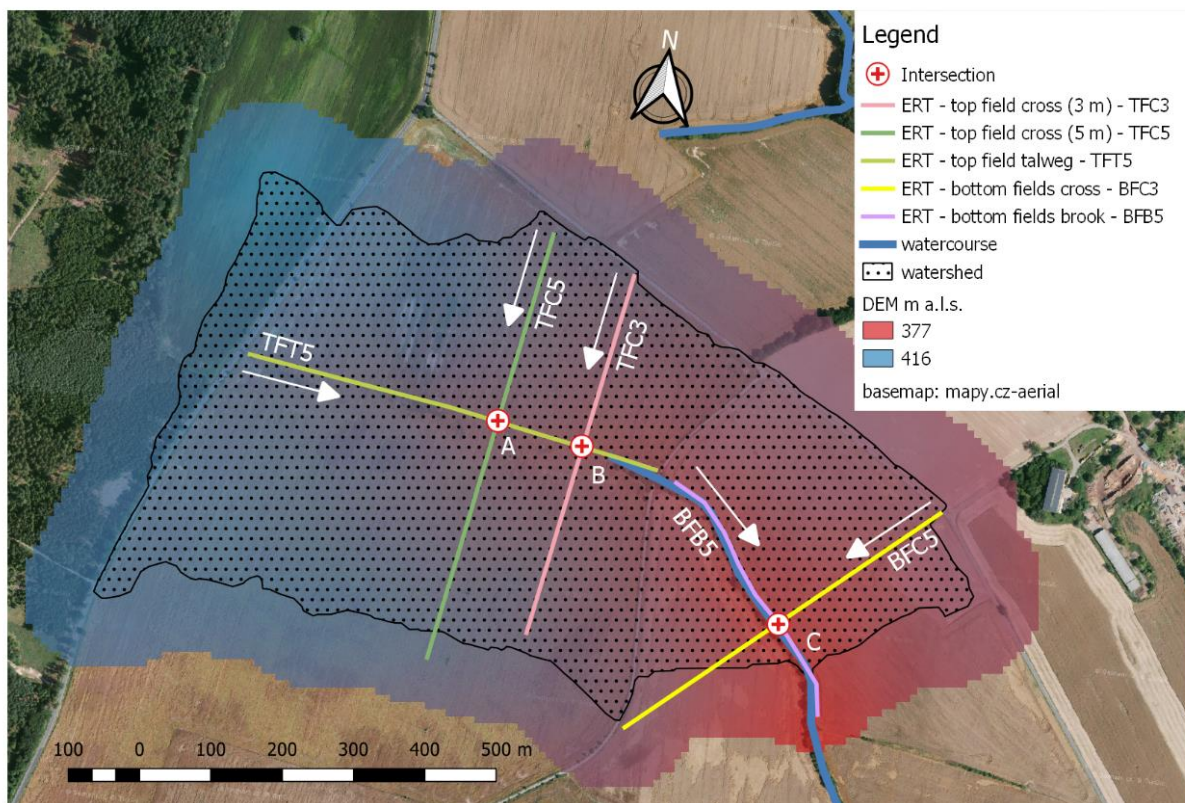 N
Legend
Intersection
ERT - top field cross (3 m) - TFC3
ERT - top field cross (5 m) - TFC5
ERT - top field talweg - TFT5
ERT - bottom fields cross - BFC3
ERT - bottom fields brook - BFB5
watercourse
watershed
DEM m a.l.s.
377
416
basemap: mapy.cz-aerial
TFC5
TFC3
TFT5
A
B
BFB5
BFC5
C
100 0 100 200 300 400 500 m